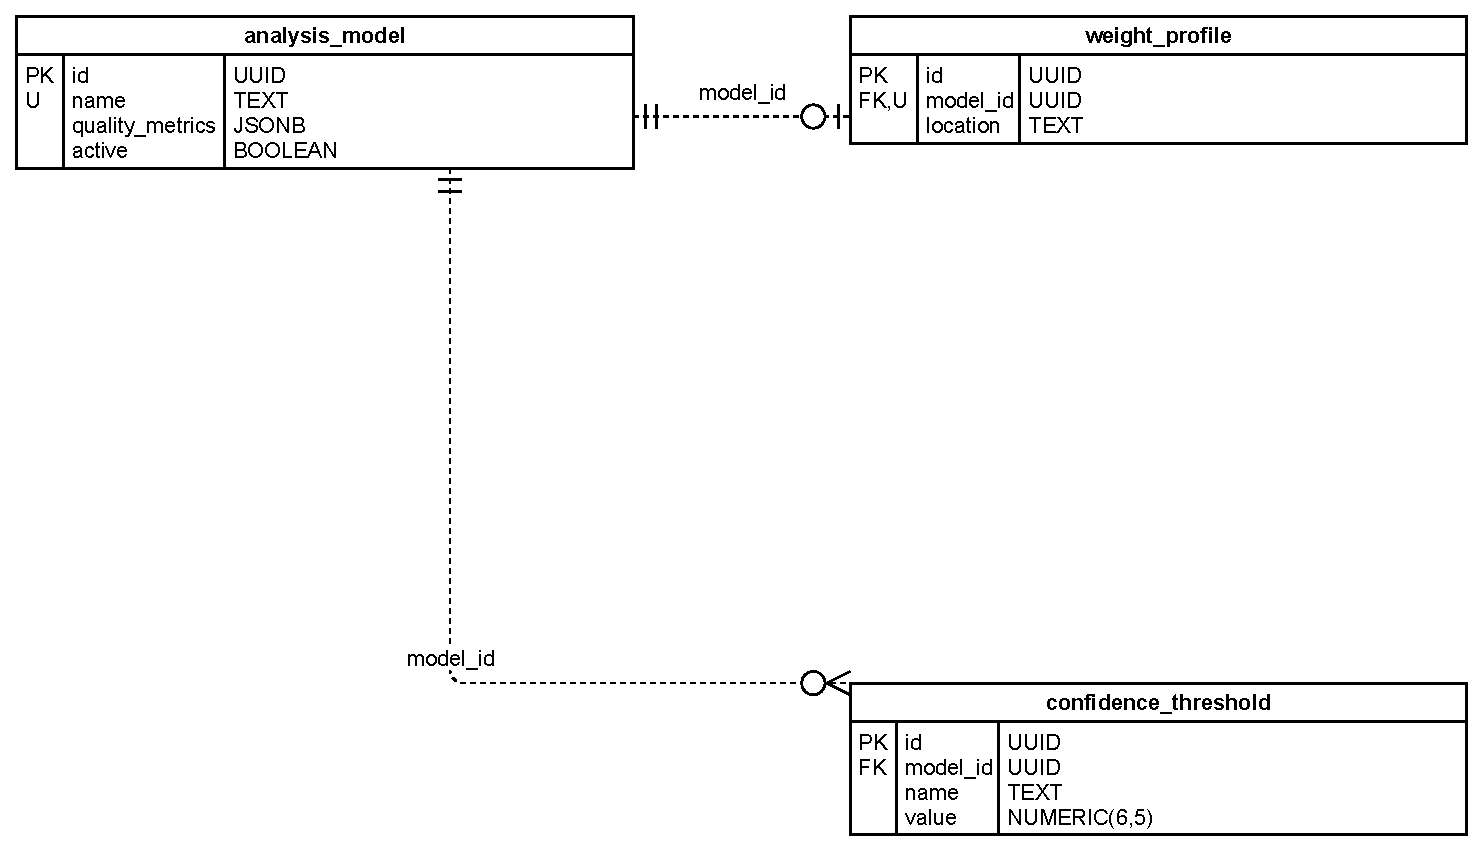 analysis_model
PK id UUID
U name TEXT
quality_metrics JSONB
active BOOLEAN
model_id
weight_profile
PK id UUID
FK,U model_id UUID
location TEXT
model_id
confidence_threshold
PK id UUID
FK model_id UUID
name TEXT
value NUMERIC(6,5)